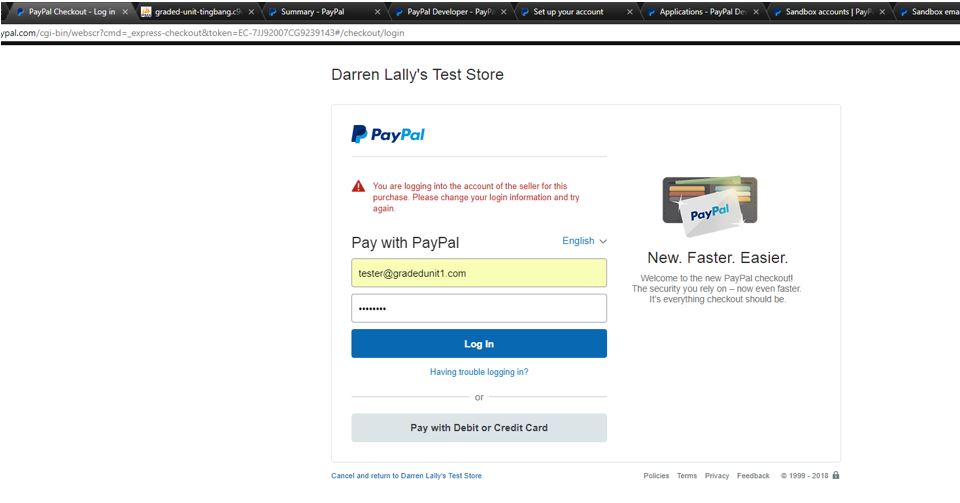 PayPal Checkout - Log in
graded-unit-tingbang.c9
Summary - PayPal
PayPal Developer - PayPa
Set up your account
Applications - PayPal De
Sandbox accounts | PayP
Sandbox emai
ypal.com/cgi-bin/webscr?cmd=_express-checkout&token=EC-7JJ92007CG9239143#/checkout/login
Darren Lally's Test Store
PayPal
You are logging into the account of the seller for this
purchase. Please change your login information and try
again.
Pay with PayPal
English
tester@gradedunit1.com
••••••••
Log In
Having trouble logging in?
or
Pay with Debit or Credit Card
PayPal
New. Faster. Easier.
Welcome to the new PayPal checkout!
The security you rely on – now even faster.
It's everything checkout should be.
Cancel and return to Darren Lally's Test Store
Policies Terms Privacy Feedback © 1999 - 2018